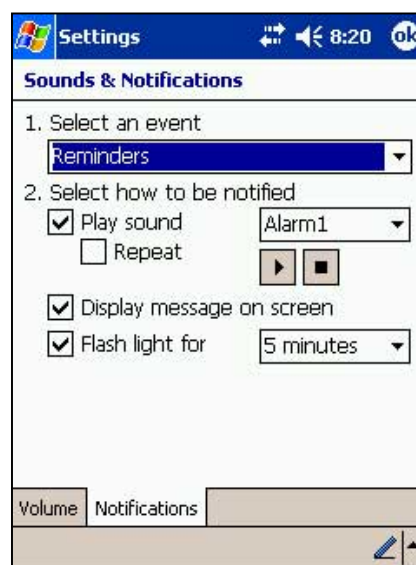 Settings 8:20 ok
Sounds & Notifications
1. Select an event
Reminders
2. Select how to be notified
Play sound Alarm1
Repeat
Display message on screen
Flash light for 5 minutes
Volume Notifications